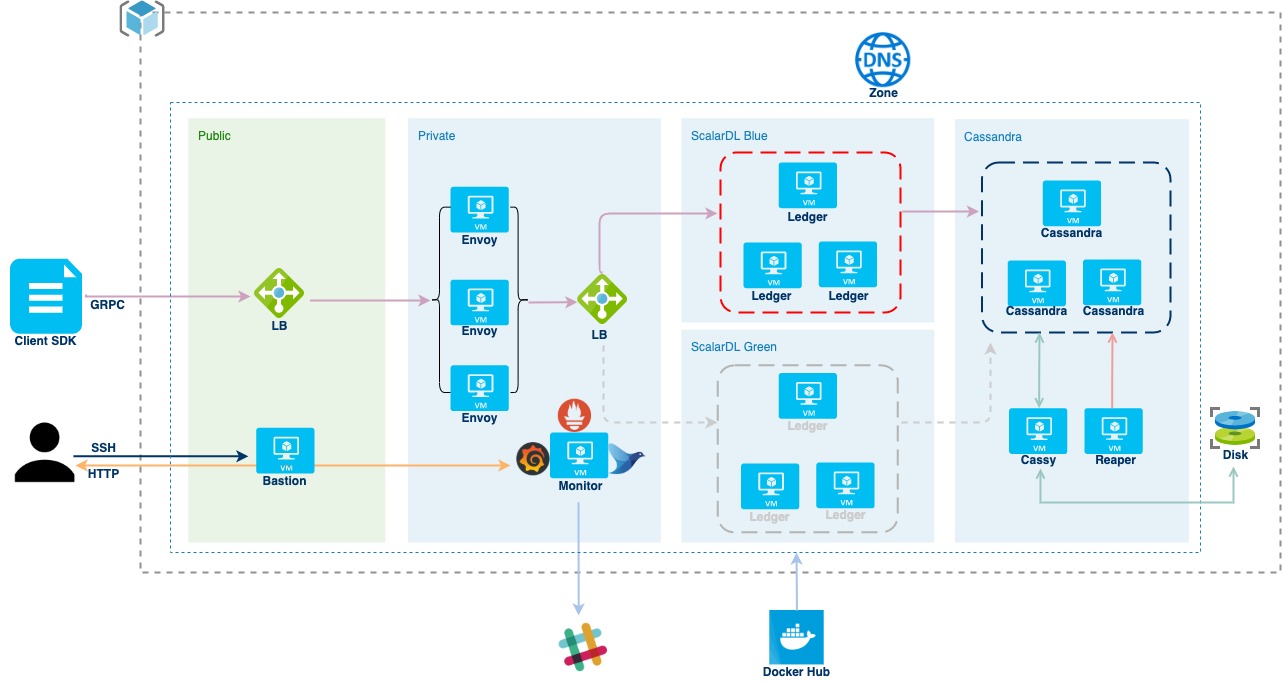 DNS
Zone
Public
Private
ScalarDL Blue
Cassandra
VM
Ledger
VM
Envoy
VM
Cassandra
VM
Ledger
VM
Ledger
VM
Cassandra
VM
Cassandra
GRPC
Client SDK
LB
VM
Envoy
LB
ScalarDL Green
VM
Envoy
VM
Ledger
SSH
HTTP
VM
Bastion
VM
Monitor
VM
Cassy
VM
Reaper
Disk
VM
Ledger
VM
Ledger
Docker Hub